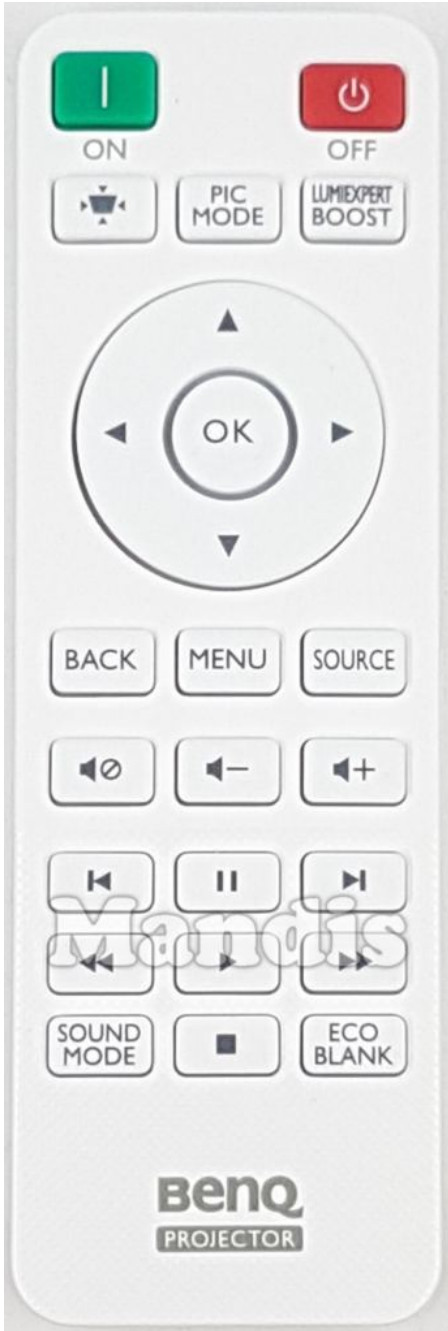 ON
OFF
PIC
MODE
LUMIEXPERT
BOOST
OK
BACK
MENU
SOURCE
Mandis
SOUND
MODE
ECO
BLANK
BenQ
PROJECTOR